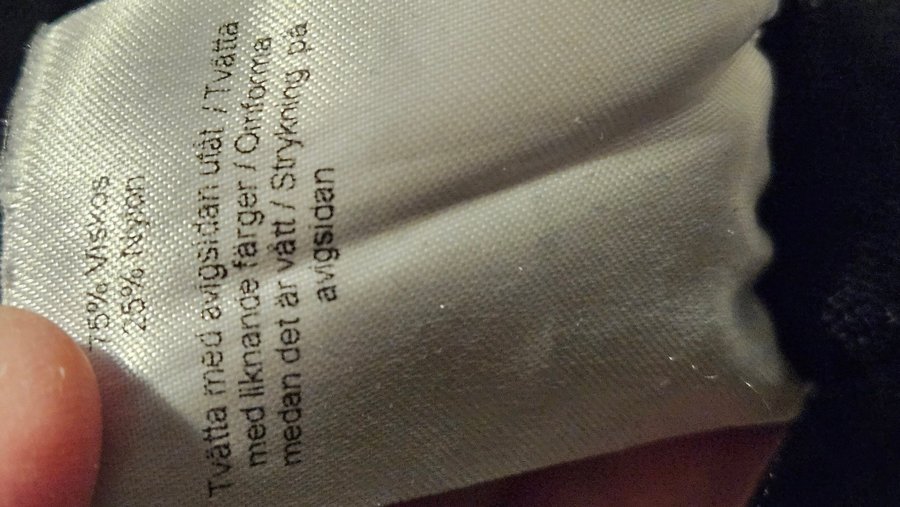 75% Viskos
25% Nylon
Tvätta med avigsidan utåt / Tvätta
med liknande färger / Omforma
medan det är vått / Strykning på
avigsidan